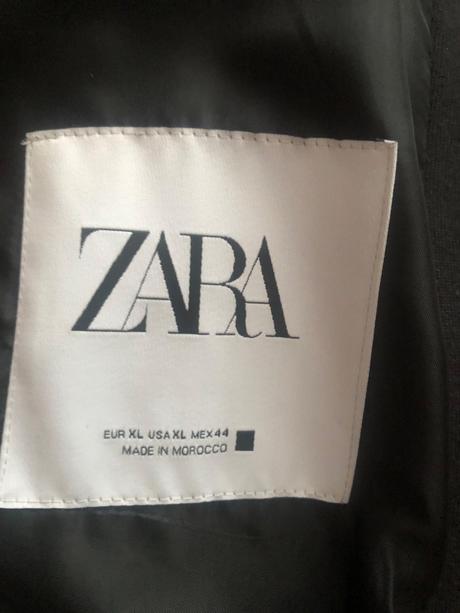 ZARA
EUR XL USA XL MEX 44
MADE IN MOROCCO